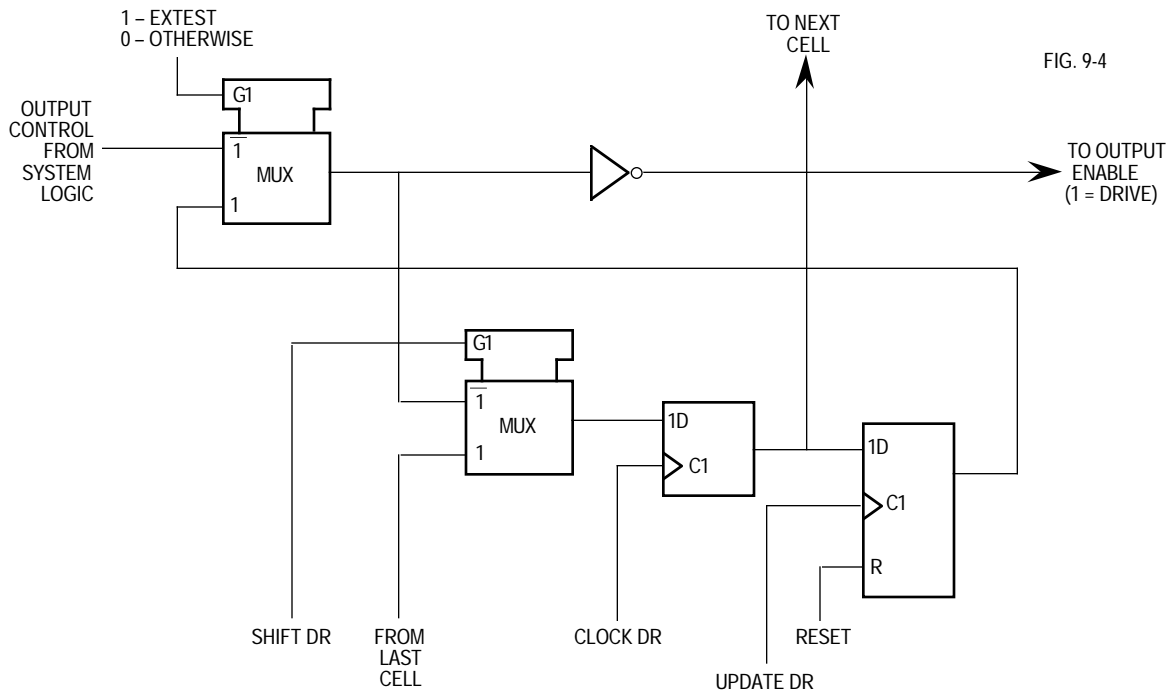 1 – EXTEST
0 – OTHERWISE
TO NEXT
CELL
FIG. 9-4
G1
OUTPUT
CONTROL
FROM
SYSTEM
LOGIC
1
MUX
1
TO OUTPUT
ENABLE
(1 = DRIVE)
G1
1
MUX
1
1D
C1
1D
C1
R
SHIFT DR
FROM
LAST
CELL
CLOCK DR
UPDATE DR
RESET